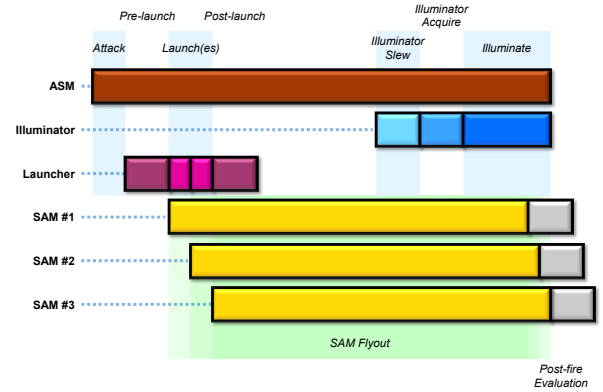 Pre-launch
Post-launch
Illuminator
Acquire
Attack
Launch(es)
Illuminator
Slew
Illuminate
ASM
Illuminator
Launcher
SAM #1
SAM #2
SAM #3
SAM Flyout
Post-fire
Evaluation